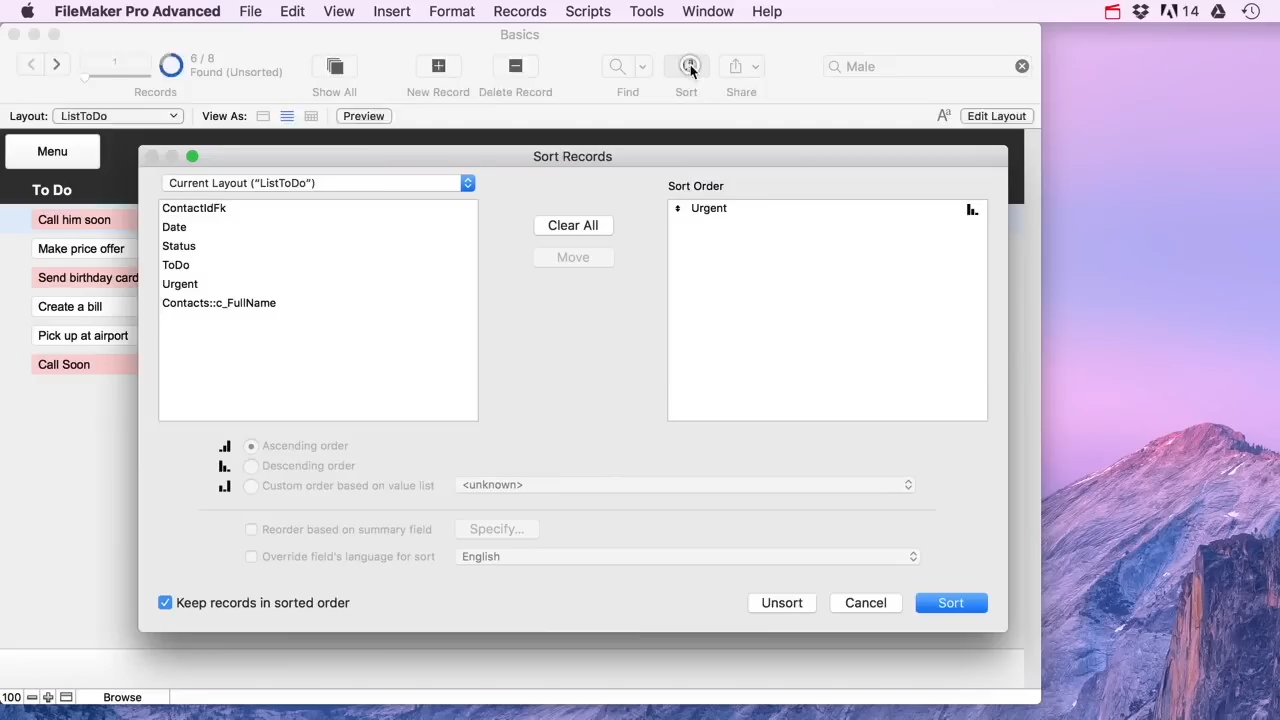 FileMaker Pro Advanced File Edit View Insert Format Records Scripts Tools Window Help 14
Basics
1
6 / 8
Found (Unsorted)
Male
Records Show All New Record Delete Record Find Sort Share
Layout: ListToDo View As: Preview Aa Edit Layout
Menu
To Do
Call him soon
Make price offer
Send birthday card
Create a bill
Pick up at airport
Call Soon
Sort Records
Current Layout (“ListToDo”)
ContactIdFk
Date
Status
ToDo
Urgent
Contacts::c_FullName
Clear All
Move
Sort Order
Urgent
Ascending order
Descending order
Custom order based on value list <unknown>
Reorder based on summary field Specify...
Override field's language for sort English
Keep records in sorted order
Unsort Cancel Sort
100 Browse